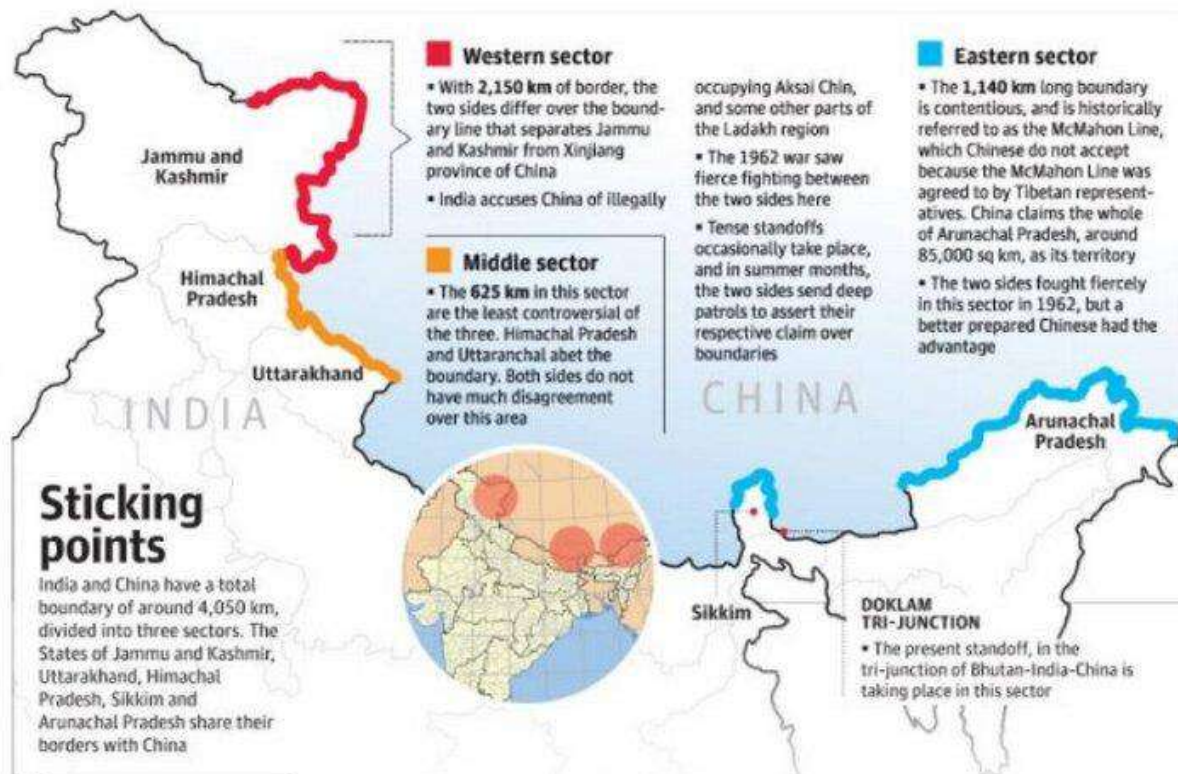 Western sector
▪ With 2,150 km of border, the
two sides differ over the bound-
ary line that separates Jammu
and Kashmir from Xinjiang
province of China
▪ India accuses China of illegally
occupying Aksai Chin,
and some other parts of
the Ladakh region
▪ The 1962 war saw
fierce fighting between
the two sides here
▪ Tense standoffs
occasionally take place,
and in summer months,
the two sides send deep
patrols to assert their
respective claim over
boundaries
Middle sector
▪ The 625 km in this sector
are the least controversial of
the three. Himachal Pradesh
and Uttaranchal abet the
boundary. Both sides do not
have much disagreement
over this area
Eastern sector
▪ The 1,140 km long boundary
is contentious, and is historically
referred to as the McMahon Line,
which Chinese do not accept
because the McMahon Line was
agreed to by Tibetan represent-
atives. China claims the whole
of Arunachal Pradesh, around
85,000 sq km, as its territory
▪ The two sides fought fiercely
in this sector in 1962, but a
better prepared Chinese had the
advantage
Jammu and
Kashmir
Himachal
Pradesh
Uttarakhand
INDIA
CHINA
Arunachal
Pradesh
Sikkim
Sticking
points
India and China have a total
boundary of around 4,050 km,
divided into three sectors. The
States of Jammu and Kashmir,
Uttarakhand, Himachal
Pradesh, Sikkim and
Arunachal Pradesh share their
borders with China
DOKLAM
TRI-JUNCTION
▪ The present standoff, in the
tri-junction of Bhutan-India-China is
taking place in this sector